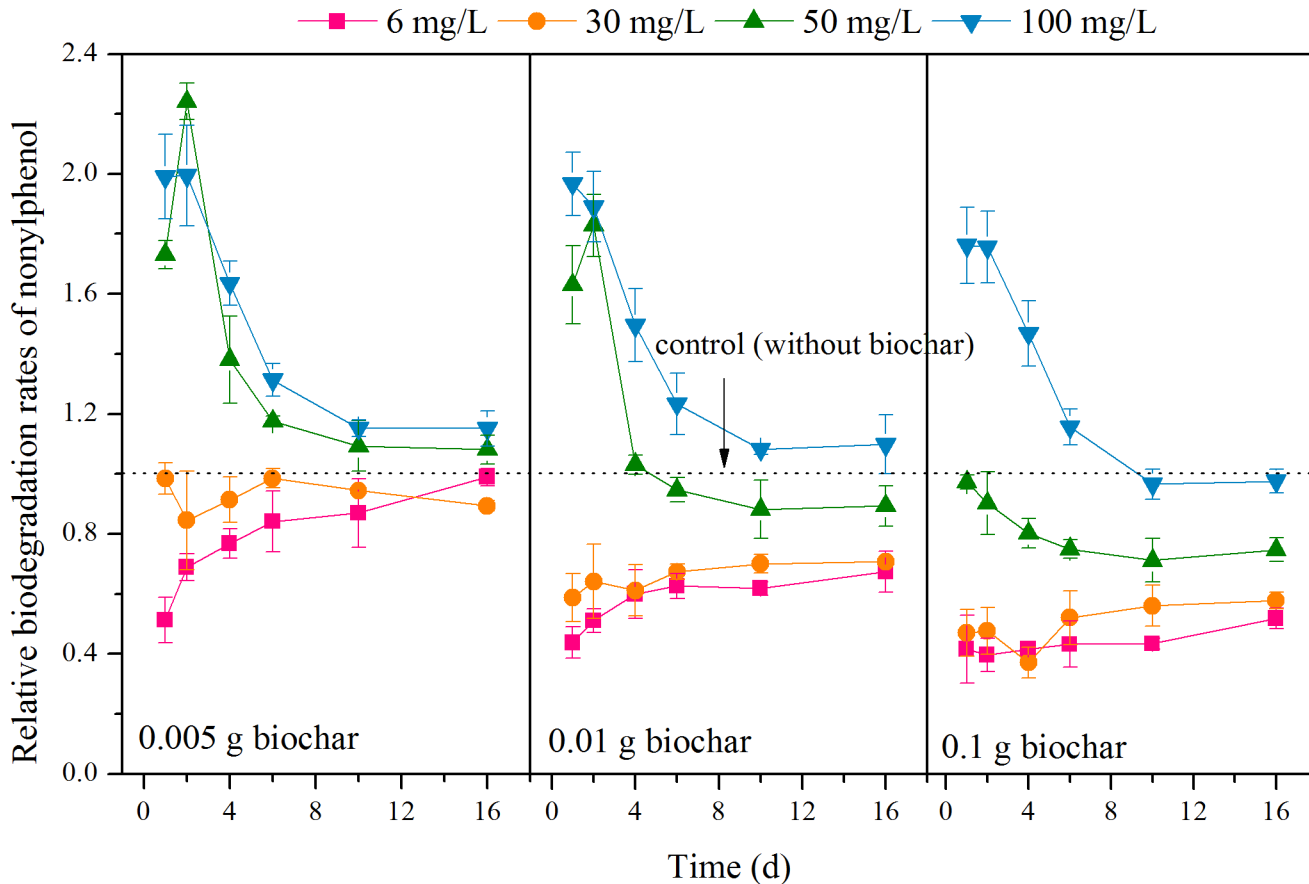 6 mg/L 30 mg/L 50 mg/L 100 mg/L
Relative biodegradation rates of nonylphenol
2.4
2.0
1.6
1.2
0.8
0.4
0.0
control (without biochar)
0.005 g biochar
0.01 g biochar
0.1 g biochar
0 4 8 12 16 0 4 8 12 16 0 4 8 12 16
Time (d)